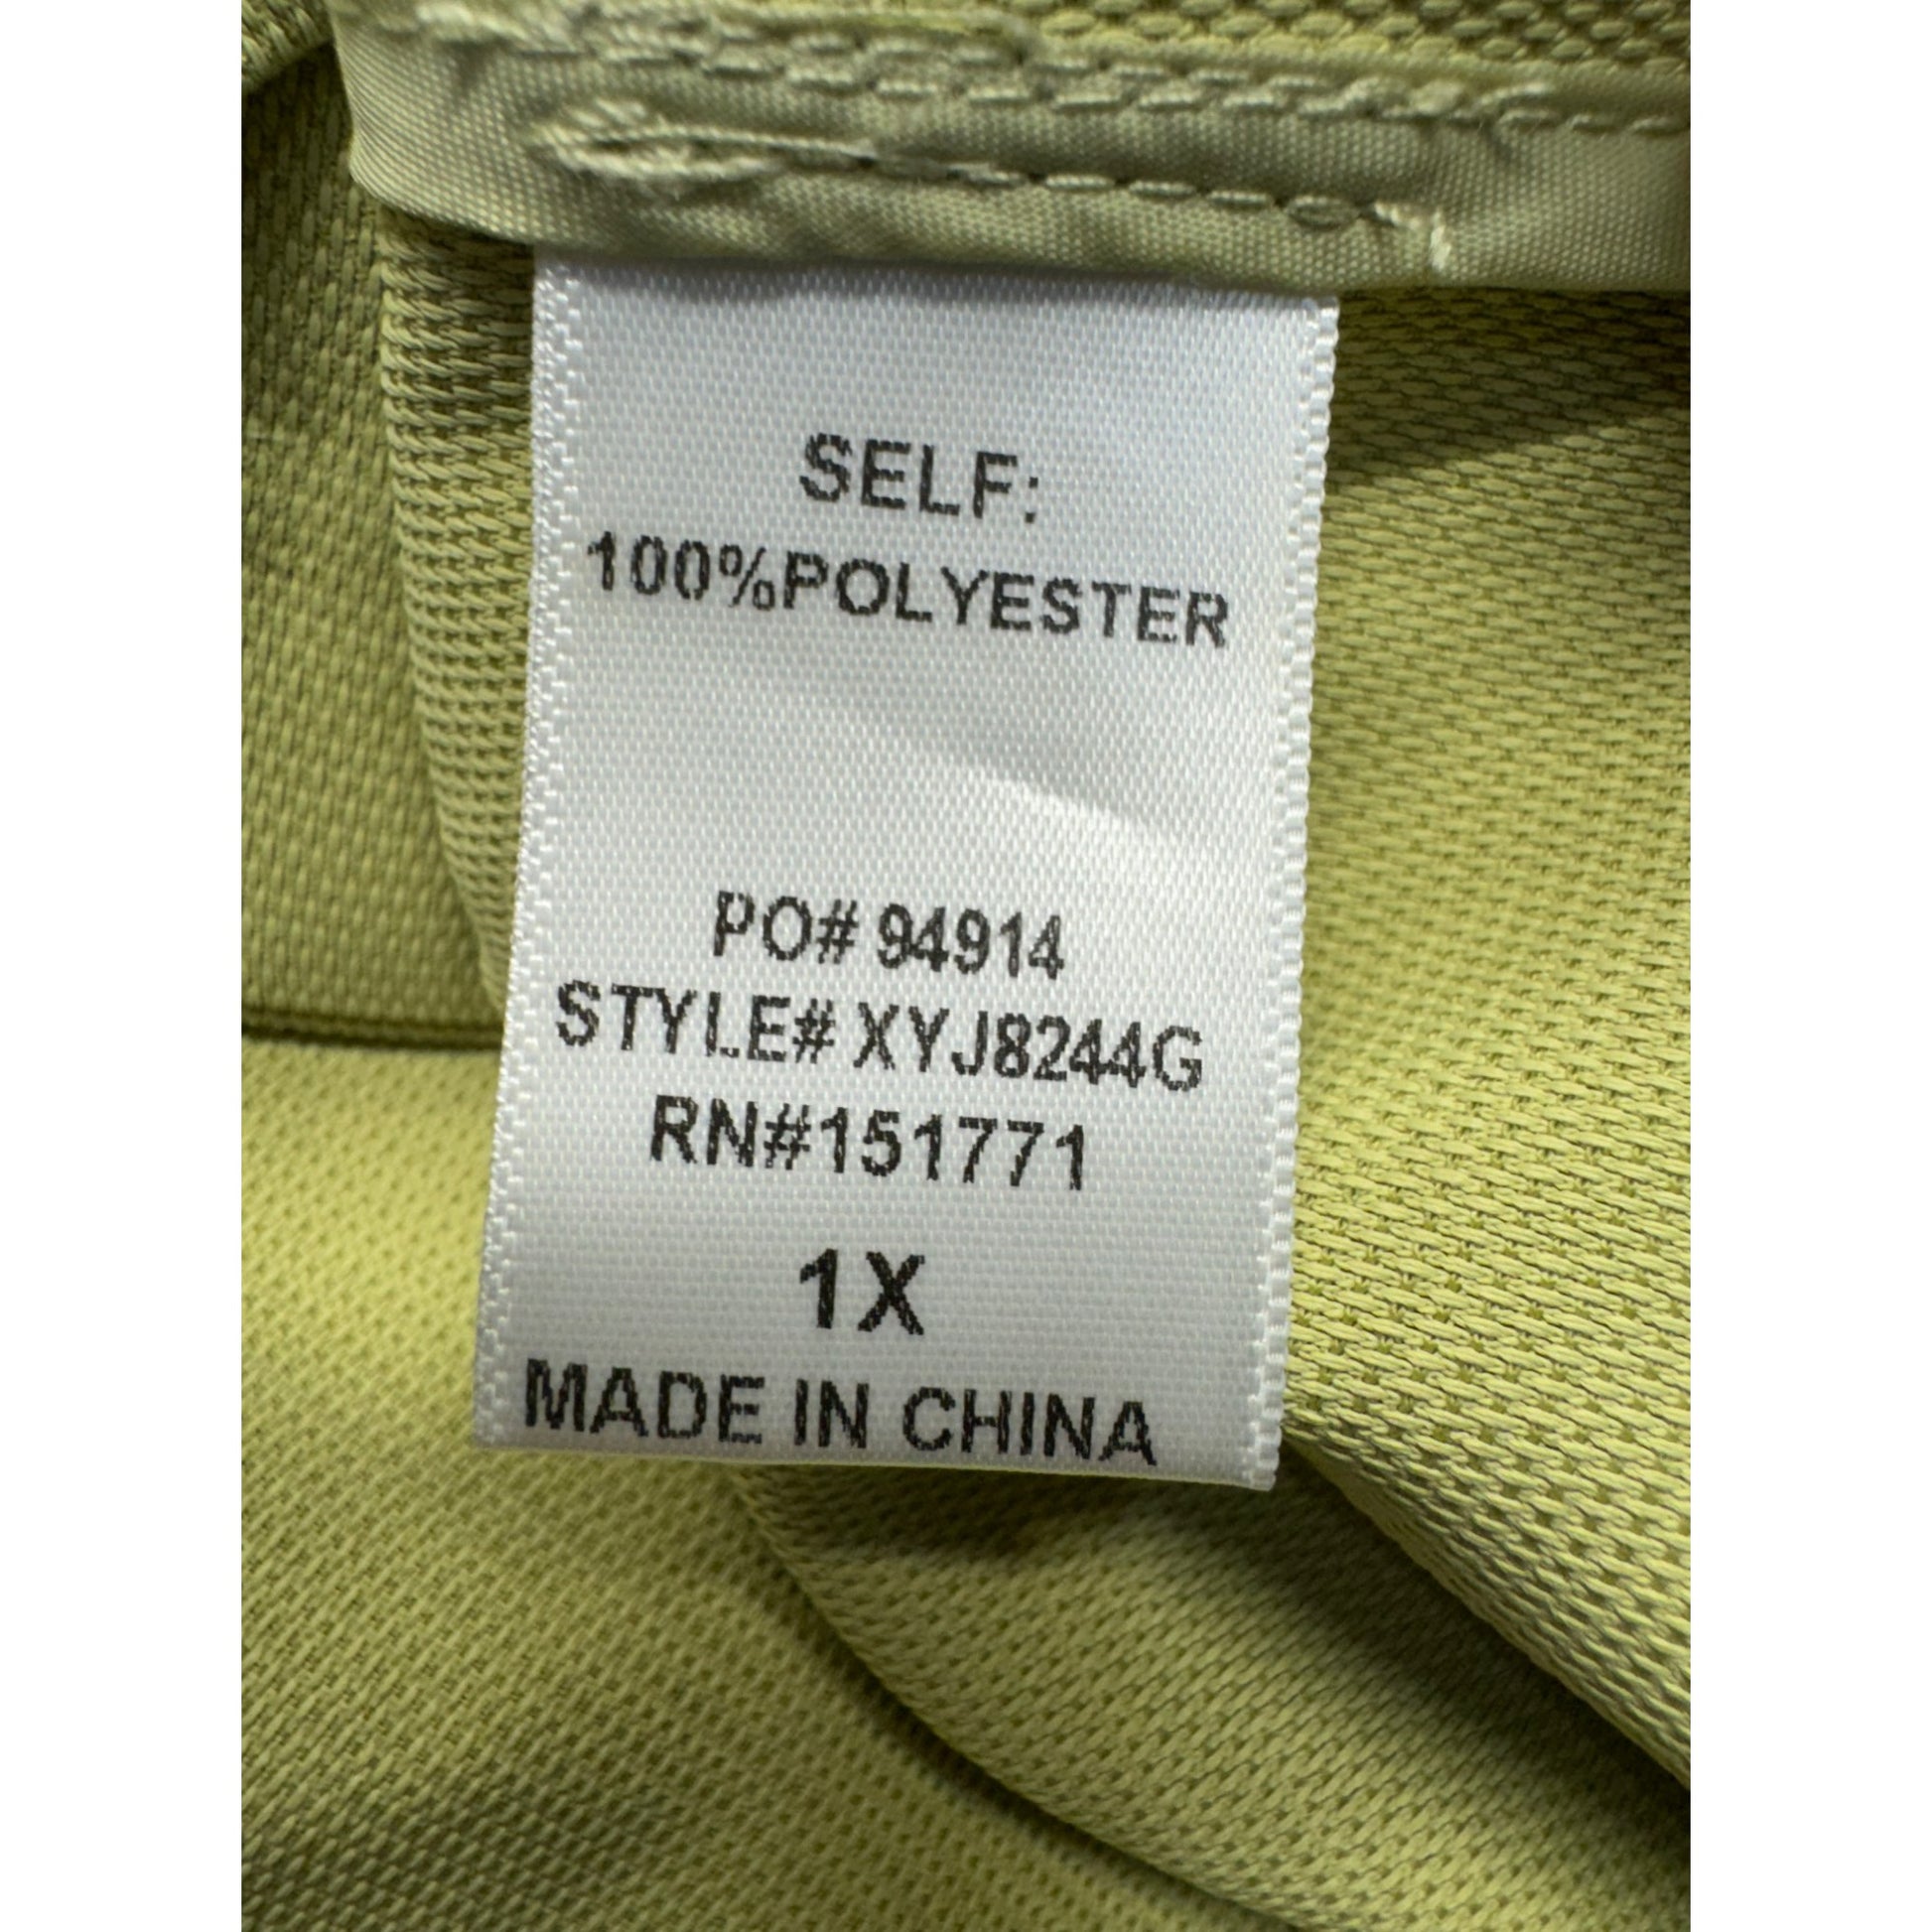 SELF:
100%POLYESTER
PO# 94914
STYLE# XYJ8244G
RN#151771
1X
MADE IN CHINA